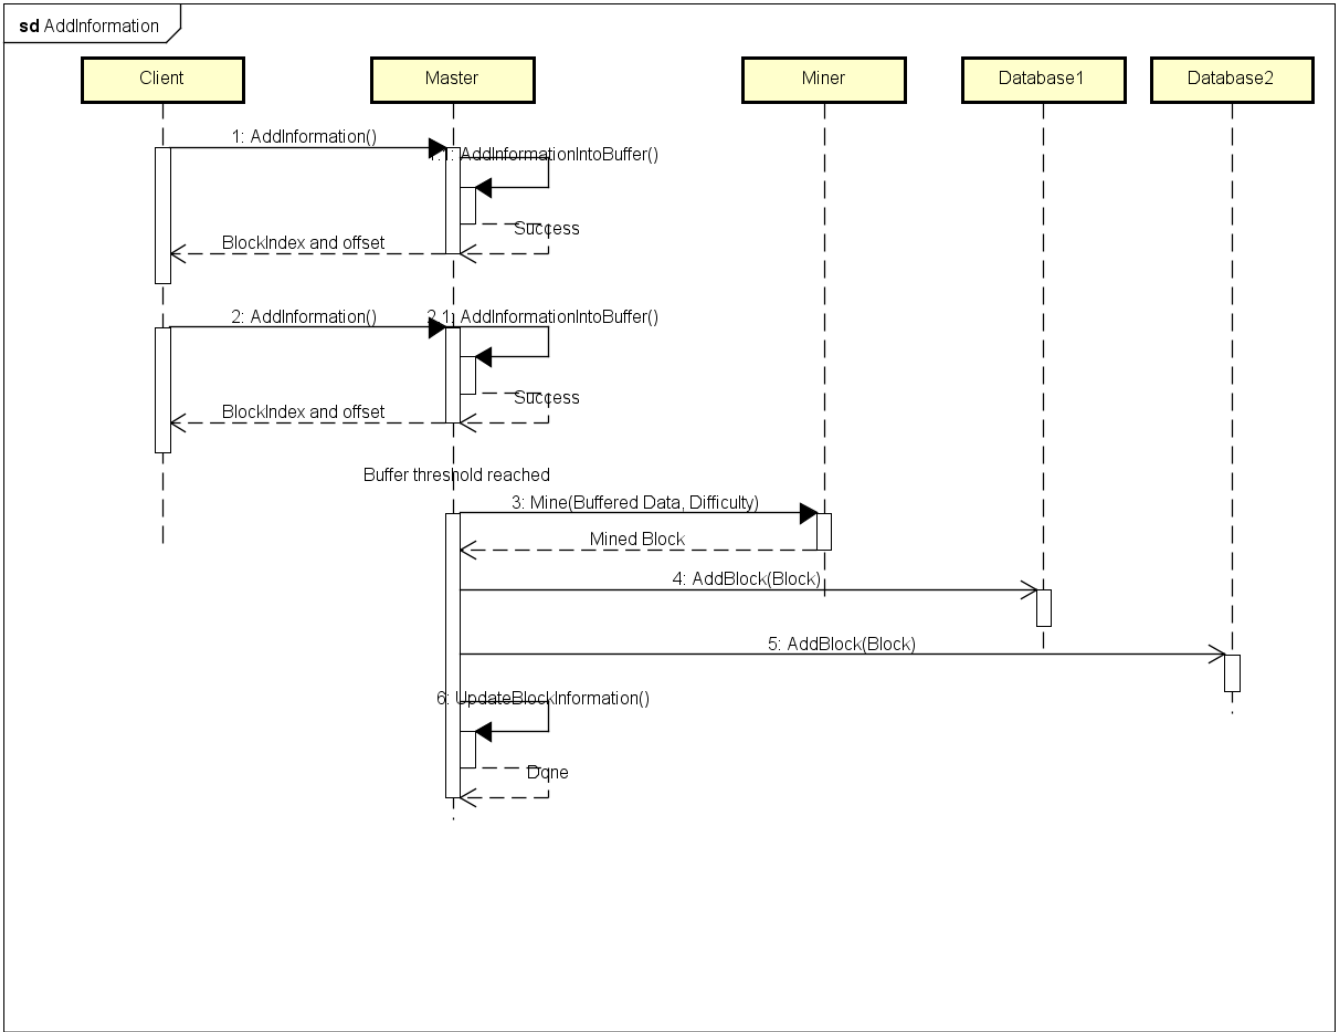 sd AddInformation
Client
Master
Miner
Database1
Database2
1: AddInformation()
1.1: AddInformationIntoBuffer()
Success
BlockIndex and offset
2: AddInformation()
2.1: AddInformationIntoBuffer()
Success
BlockIndex and offset
Buffer threshold reached
3: Mine(Buffered Data, Difficulty)
Mined Block
4: AddBlock(Block)
5: AddBlock(Block)
6: UpdateBlockInformation()
Done